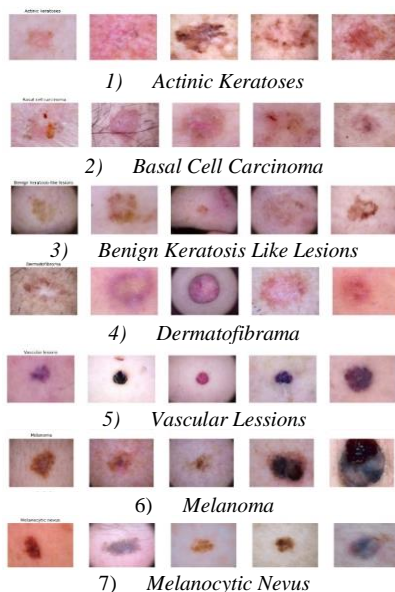 Actinic Keratoses
1) Actinic Keratoses
Basal cell carcinoma
2) Basal Cell Carcinoma
Benign keratosis-like lesions
3) Benign Keratosis Like Lesions
Dermatofibroma
4) Dermatofibrama
Vascular lesions
5) Vascular Lessions
Melanoma
6) Melanoma
Melanocytic nevus
7) Melanocytic Nevus